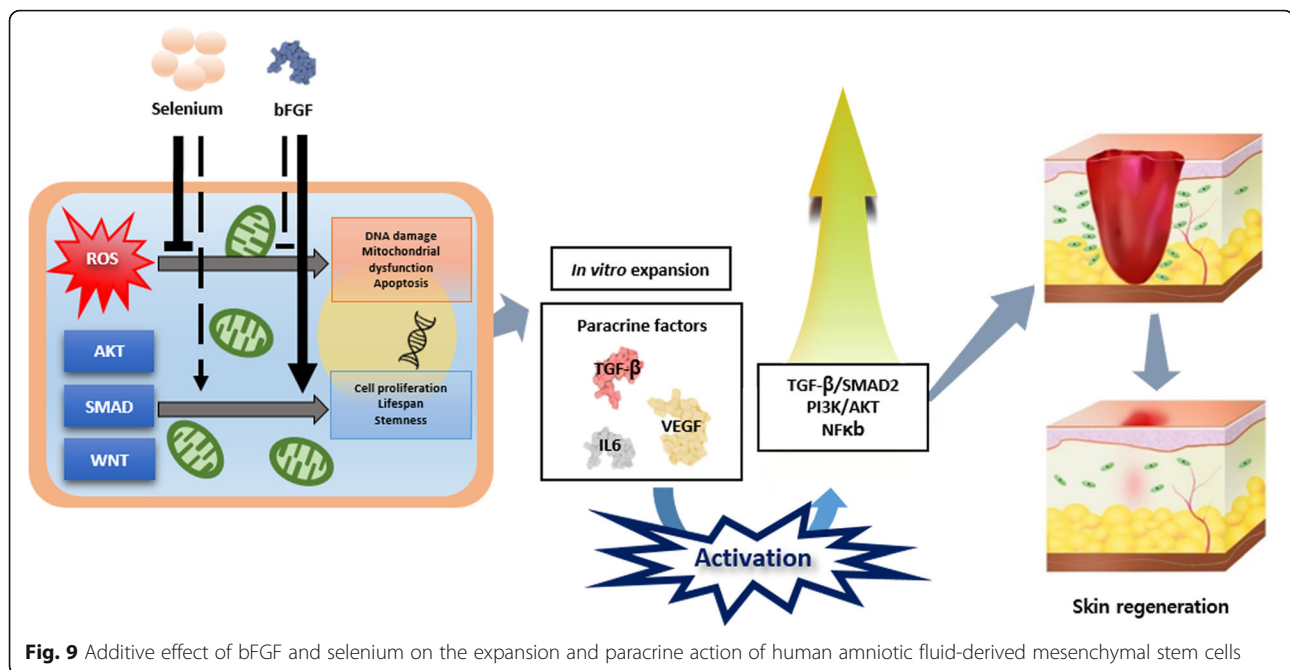 Selenium
bFGF
ROS
DNA damage
Mitochondrial
dysfunction
Apoptosis
AKT
SMAD
WNT
Cell proliferation
Lifespan
Stemness
In vitro expansion
Paracrine factors
TGF-β
VEGF
IL6
Activation
TGF-β/SMAD2
PI3K/AKT
NFκb
Skin regeneration
Fig. 9 Additive effect of bFGF and selenium on the expansion and paracrine action of human amniotic fluid-derived mesenchymal stem cells